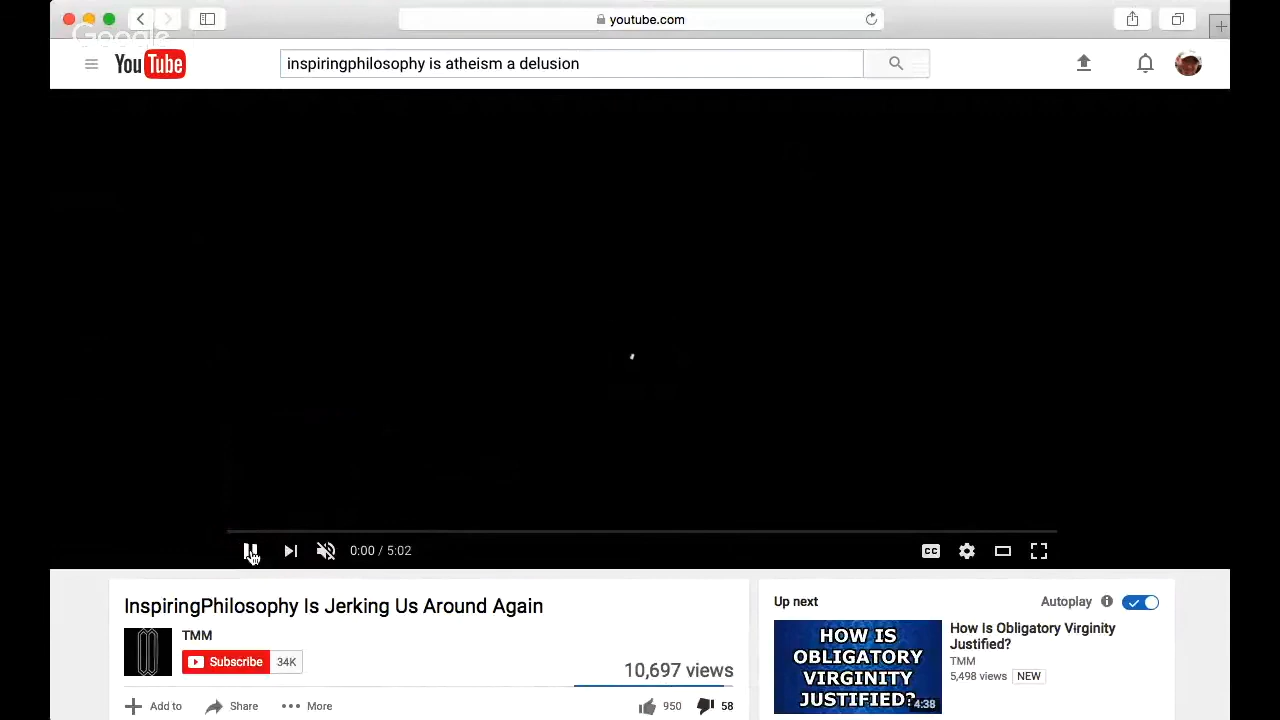 youtube.com
Google
YouTube
inspiringphilosophy is atheism a delusion
0:00 / 5:02
CC
InspiringPhilosophy Is Jerking Us Around Again
TMM
Subscribe 34K
10,697 views
Add to Share More 950 58
Up next Autoplay
HOW IS
OBLIGATORY
VIRGINITY
JUSTIFIED?
4:38
How Is Obligatory Virginity
Justified?
TMM
5,498 views NEW